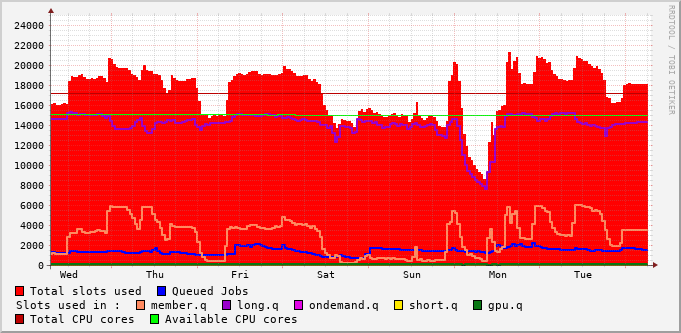 24000
22000
20000
18000
16000
14000
12000
10000
8000
6000
4000
2000
0
Wed Thu Fri Sat Sun Mon Tue
RRDTOOL / TOBI OETIKER
Total slots used Queued Jobs
Slots used in : member.q long.q ondemand.q short.q gpu.q
Total CPU cores Available CPU cores